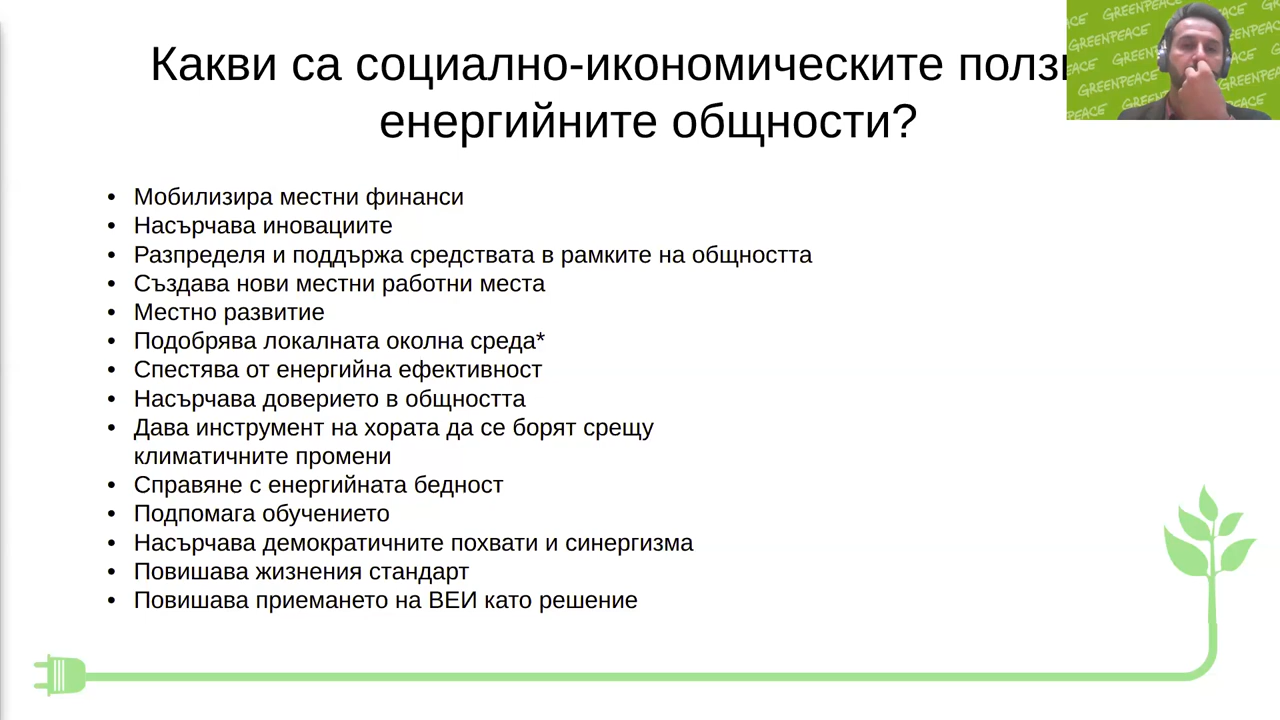 Какви са социално-икономическите
енергийните общности?
GREENPEACE
GREENPEACE
GREENPEACE
GREENPEACE
• Мобилизира местни финанси
• Насърчава иновациите
• Разпределя и поддържа средствата в рамките на общността
• Създава нови местни работни места
• Местно развитие
• Подобрява локалната околна среда*
• Спестява от енергийна ефективност
• Насърчава доверието в общността
• Дава инструмент на хората да се борят срещу
климатичните промени
• Справяне с енергийната бедност
• Подпомага обучението
• Насърчава демократичните похвати и синергизма
• Повишава жизнения стандарт
• Повишава приемането на ВЕИ като решение